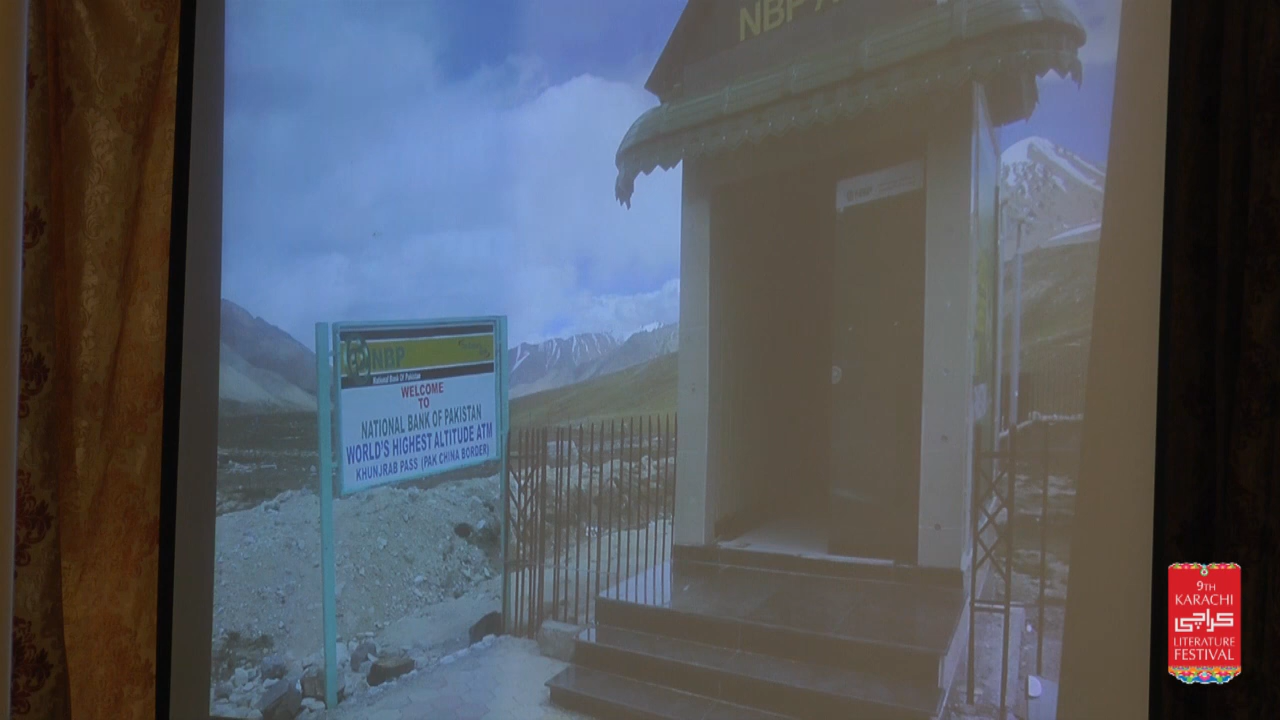 NBP
NBP
National Bank Of Pakistan
WELCOME
TO
NATIONAL BANK OF PAKISTAN
WORLD'S HIGHEST ALTITUDE ATM
KHUNJRAB PASS (PAK CHINA BORDER)
9TH
KARACHI
کراچی
LITERATURE
FESTIVAL